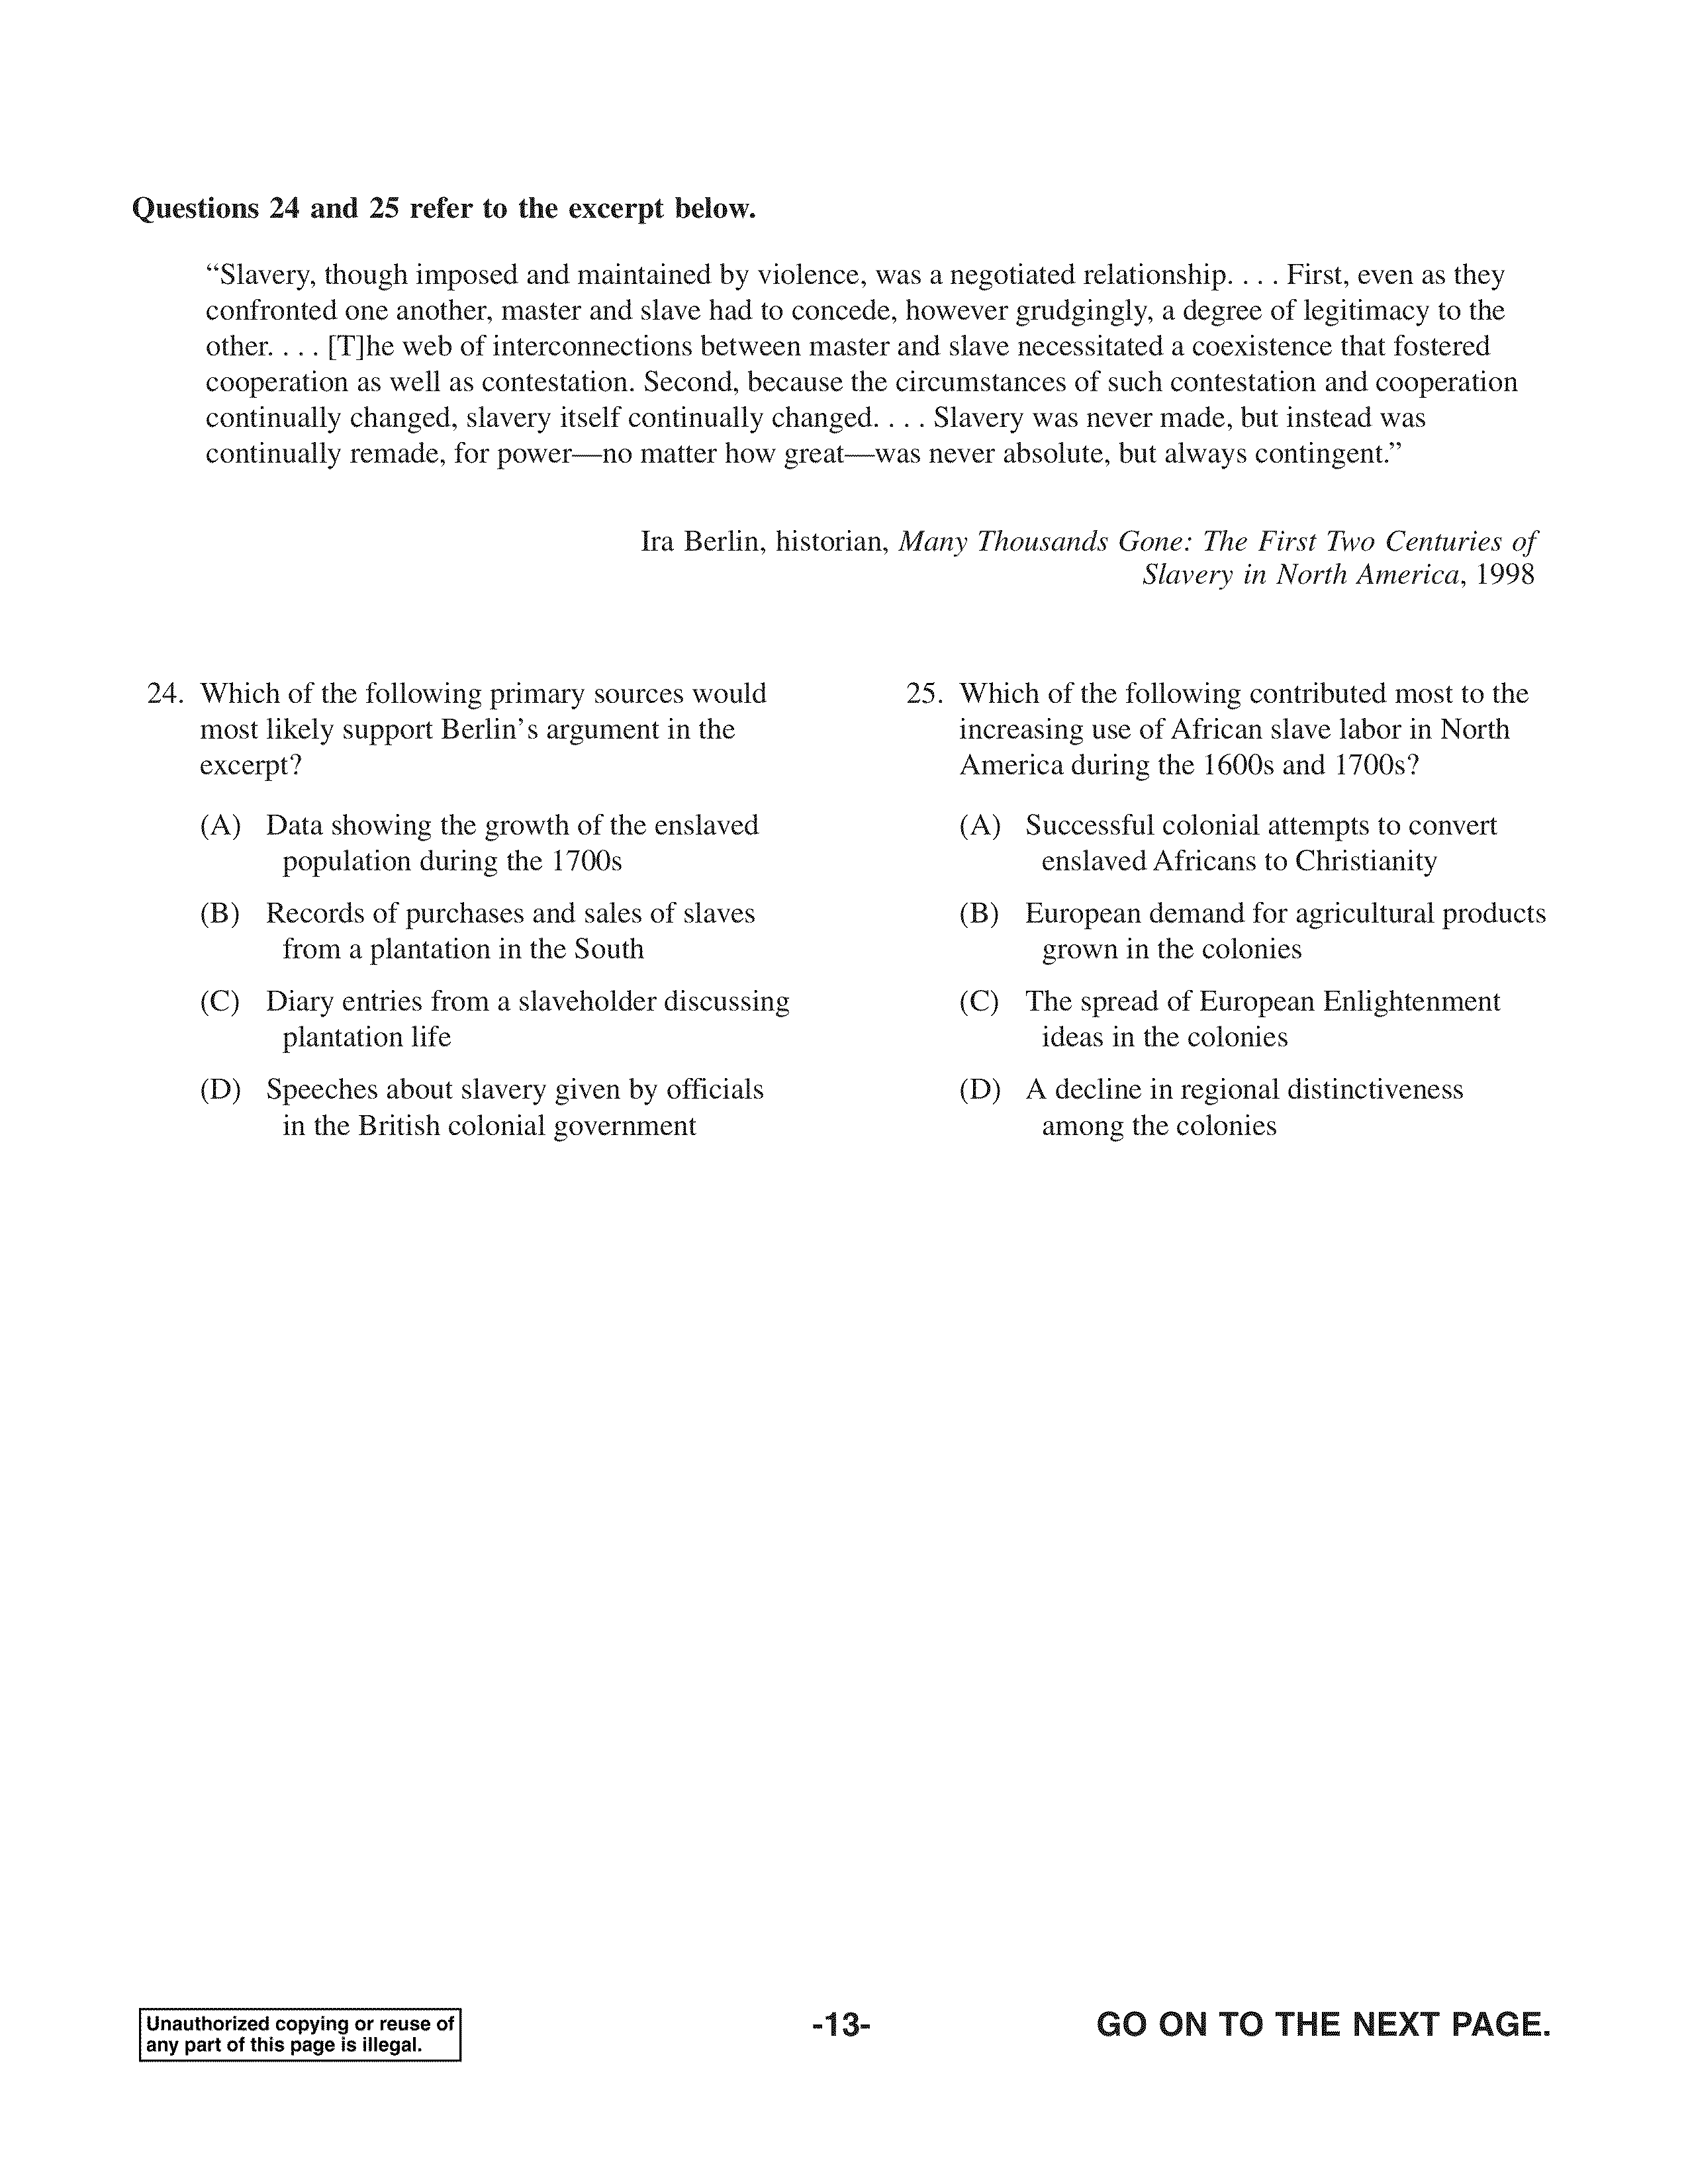 Questions 24 and 25 refer to the excerpt below.
“Slavery, though imposed and maintained by violence, was a negotiated relationship. . . . First, even as they
confronted one another, master and slave had to concede, however grudgingly, a degree of legitimacy to the
other. . . . [T]he web of interconnections between master and slave necessitated a coexistence that fostered
cooperation as well as contestation. Second, because the circumstances of such contestation and cooperation
continually changed, slavery itself continually changed. . . . Slavery was never made, but instead was
continually remade, for power—no matter how great—was never absolute, but always contingent.”
Ira Berlin, historian, Many Thousands Gone: The First Two Centuries of
Slavery in North America, 1998
24. Which of the following primary sources would
most likely support Berlin’s argument in the
excerpt?
(A) Data showing the growth of the enslaved
population during the 1700s
(B) Records of purchases and sales of slaves
from a plantation in the South
(C) Diary entries from a slaveholder discussing
plantation life
(D) Speeches about slavery given by officials
in the British colonial government
25. Which of the following contributed most to the
increasing use of African slave labor in North
America during the 1600s and 1700s?
(A) Successful colonial attempts to convert
enslaved Africans to Christianity
(B) European demand for agricultural products
grown in the colonies
(C) The spread of European Enlightenment
ideas in the colonies
(D) A decline in regional distinctiveness
among the colonies
Unauthorized copying or reuse of
any part of this page is illegal.
-13-
GO ON TO THE NEXT PAGE.